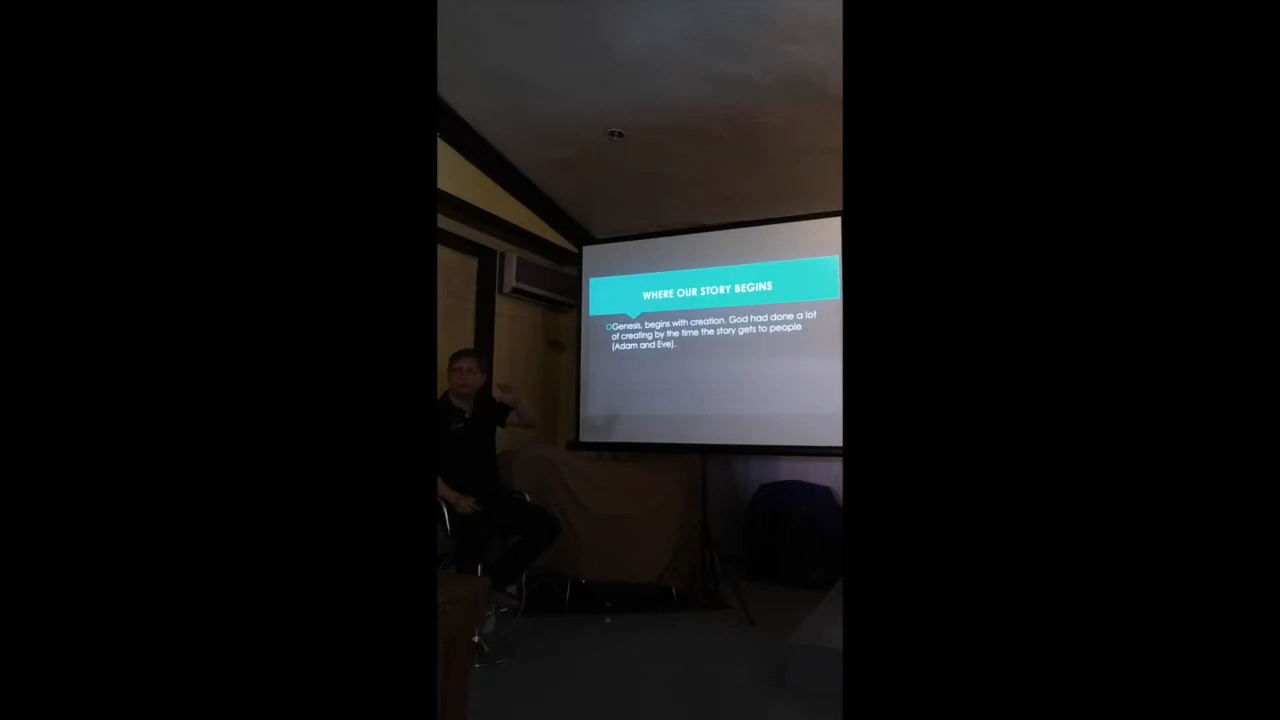 WHERE OUR STORY BEGINS
Genesis, begins with creation. God had done a lot
of creating by the time the story gets to people
(Adam and Eve).